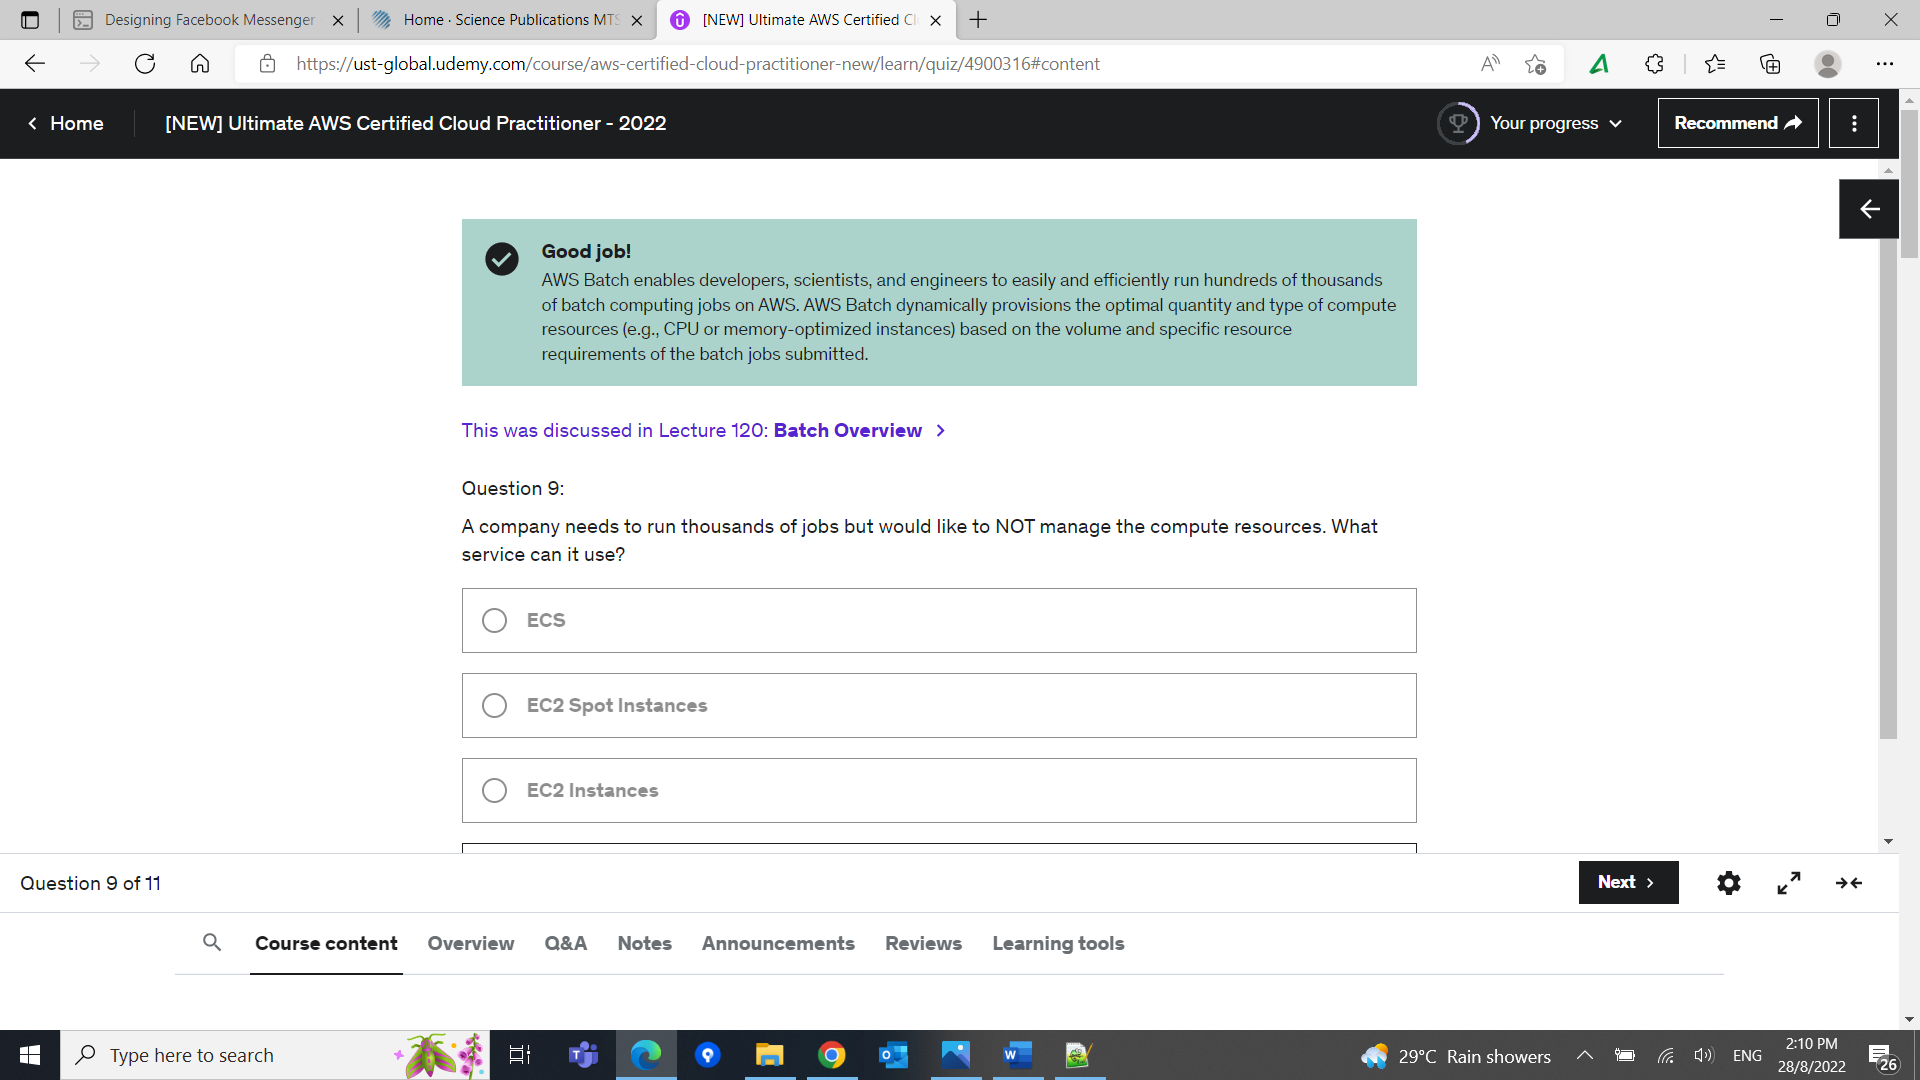 Designing Facebook Messenger
Home · Science Publications MTS
[NEW] Ultimate AWS Certified Cl
https://ust-global.udemy.com/course/aws-certified-cloud-practitioner-new/learn/quiz/4900316#content
Home
[NEW] Ultimate AWS Certified Cloud Practitioner - 2022
Your progress
Recommend
Good job!
AWS Batch enables developers, scientists, and engineers to easily and efficiently run hundreds of thousands
of batch computing jobs on AWS. AWS Batch dynamically provisions the optimal quantity and type of compute
resources (e.g., CPU or memory-optimized instances) based on the volume and specific resource
requirements of the batch jobs submitted.
This was discussed in Lecture 120: Batch Overview
Question 9:
A company needs to run thousands of jobs but would like to NOT manage the compute resources. What
service can it use?
ECS
EC2 Spot Instances
EC2 Instances
Question 9 of 11
Next
Course content Overview Q&A Notes Announcements Reviews Learning tools
Type here to search
29°C Rain showers
ENG
2:10 PM
28/8/2022
26